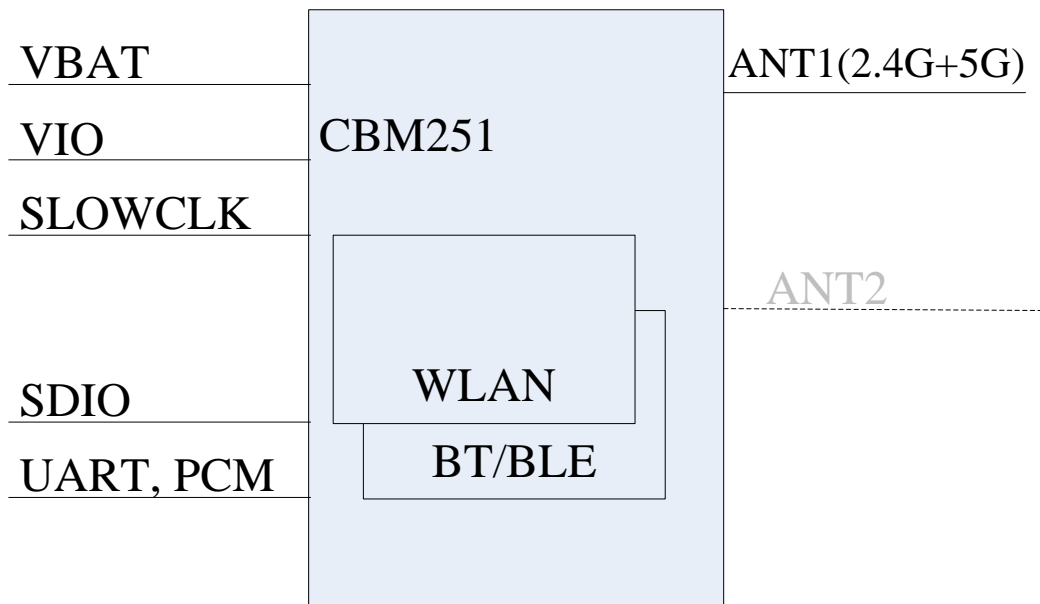 VBAT
VIO
SLOWCLK
SDIO
UART, PCM
CBM251
WLAN
BT/BLE
ANT1(2.4G+5G)
ANT2